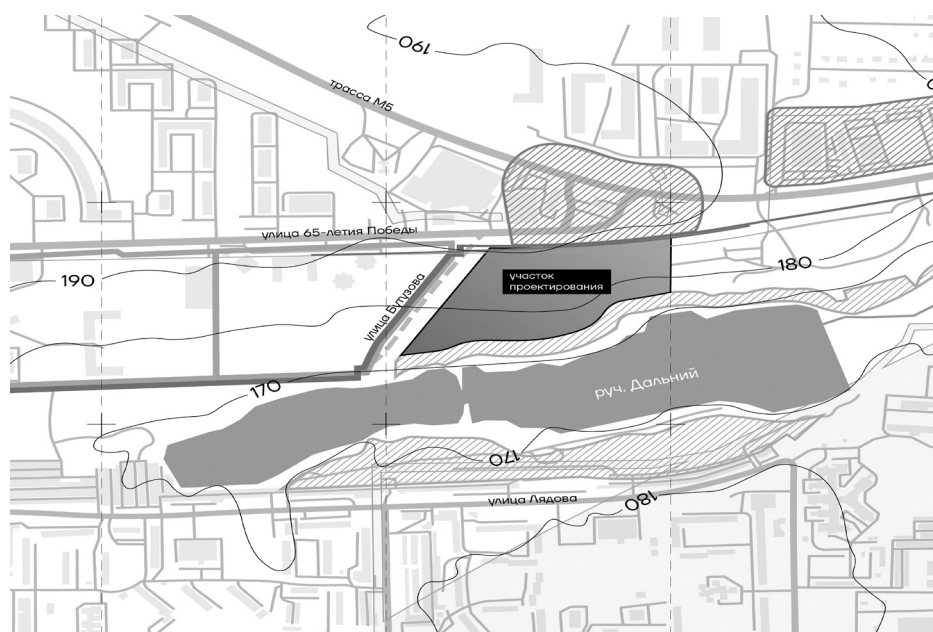 190
трасса М5
улица 65-летия Победы
190
участок
проектирования
180
улица Бутузова
170
руч. Дальний
170
улица Лядова
180